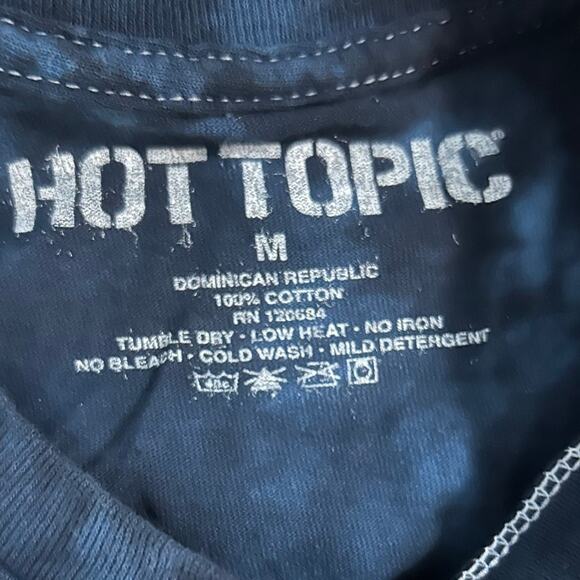 HOT TOPIC
M
DOMINICAN REPUBLIC
100% COTTON
RN 120684
TUMBLE DRY • LOW HEAT • NO IRON
NO BLEACH • COLD WASH • MILD DETERGENT